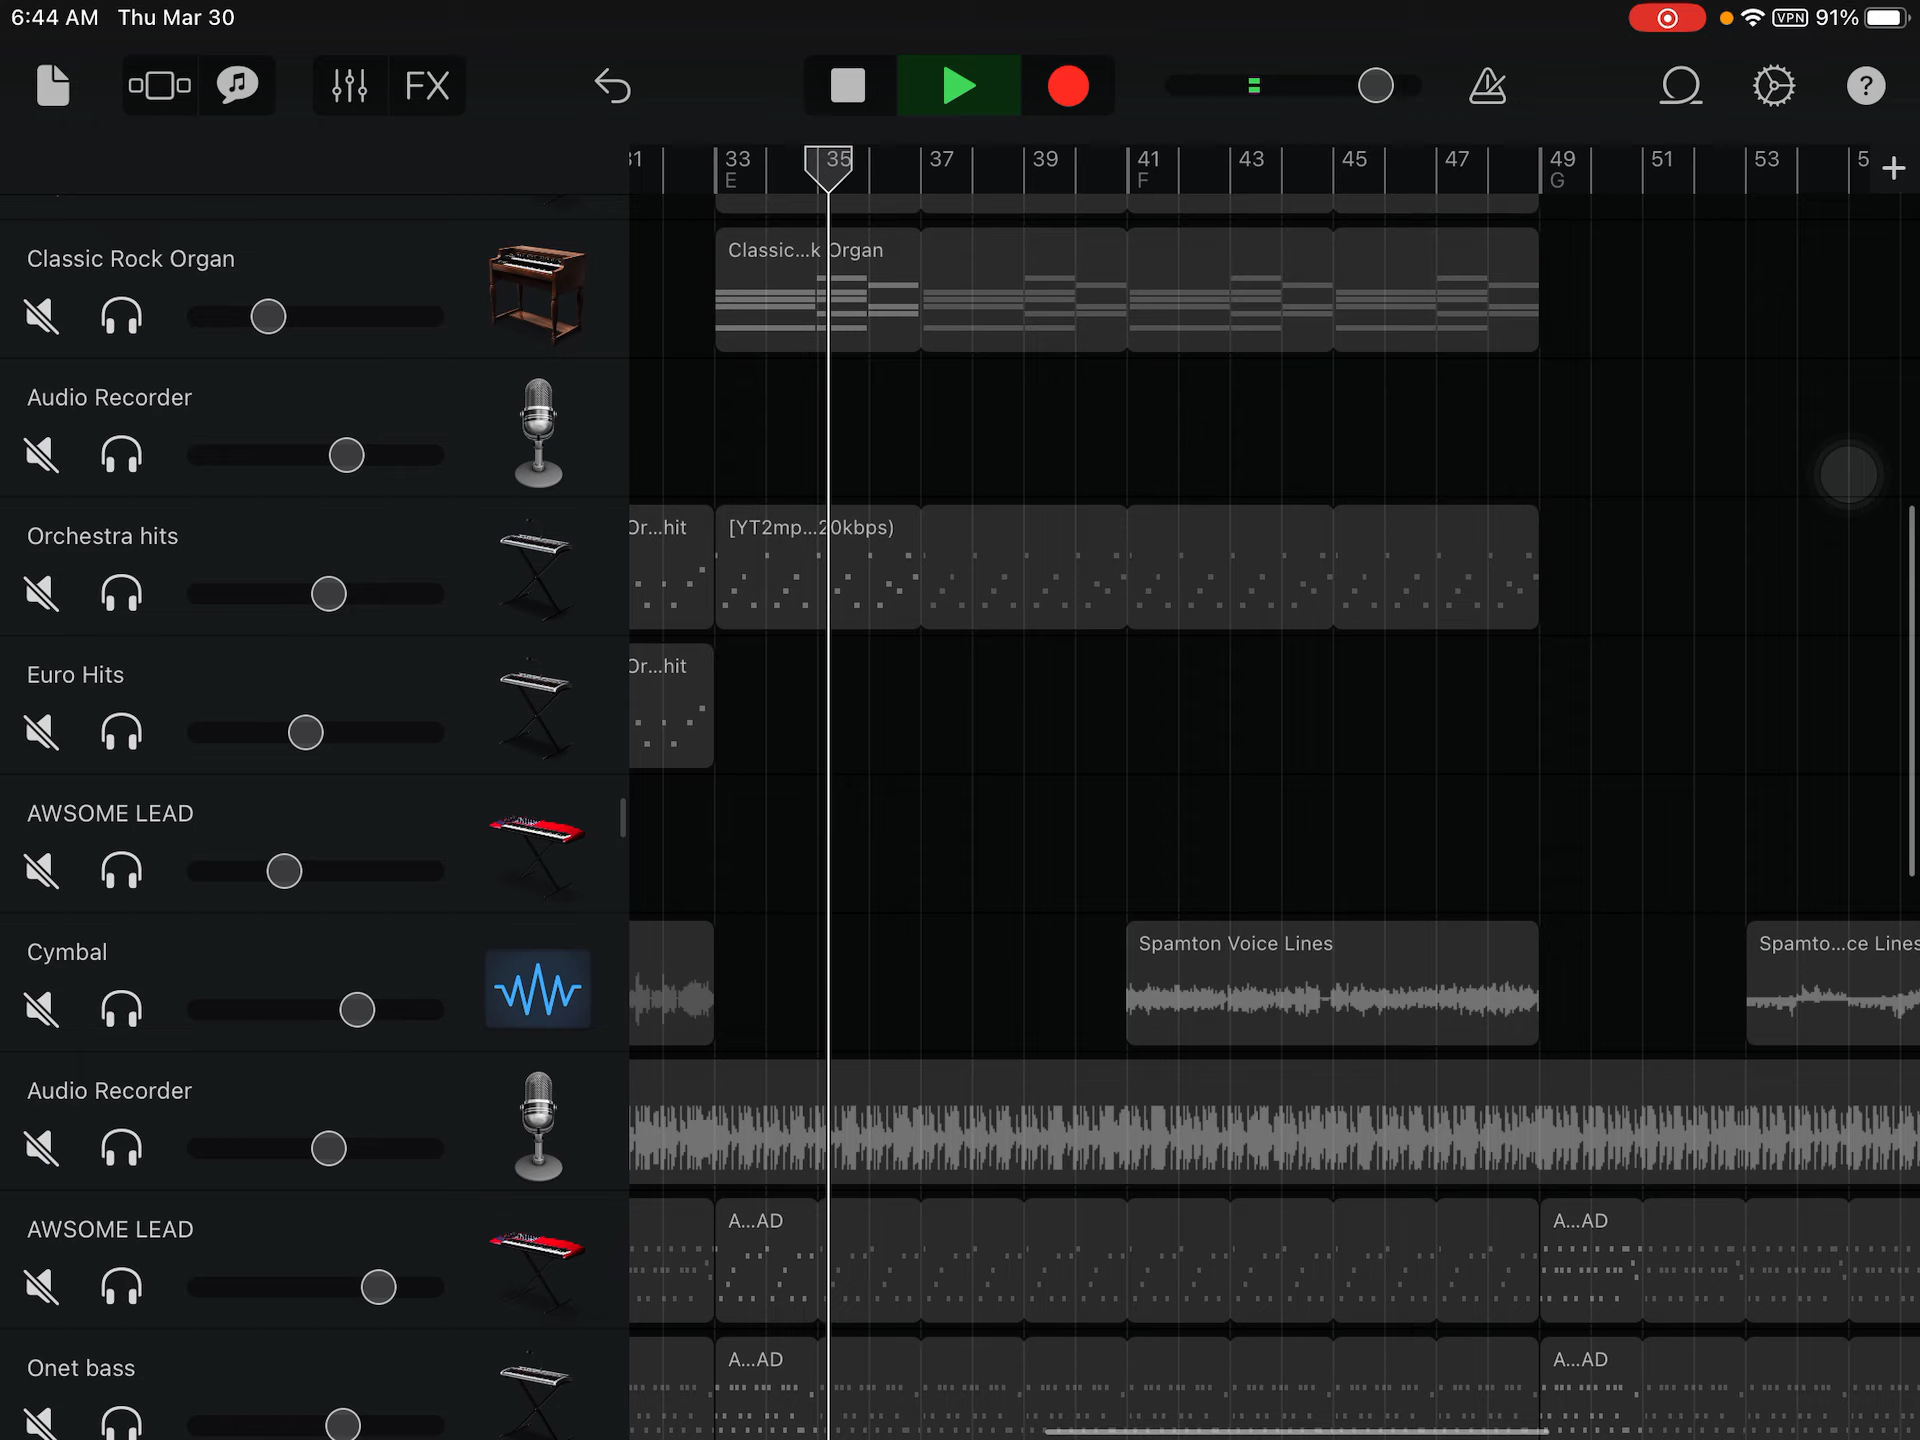 6:44 AM Thu Mar 30
VPN 91%
FX
?
33 35 37 39 41 43 45 47 49 51 53
E F G
Classic Rock Organ
Classic...k Organ
Audio Recorder
Orchestra hits
Or...hit
[YT2mp...20kbps)
Euro Hits
Or...hit
AWSOME LEAD
Cymbal
Spamton Voice Lines
Spamto...ce Lines
Audio Recorder
AWSOME LEAD
A...AD
A...AD
Onet bass
A...AD
A...AD